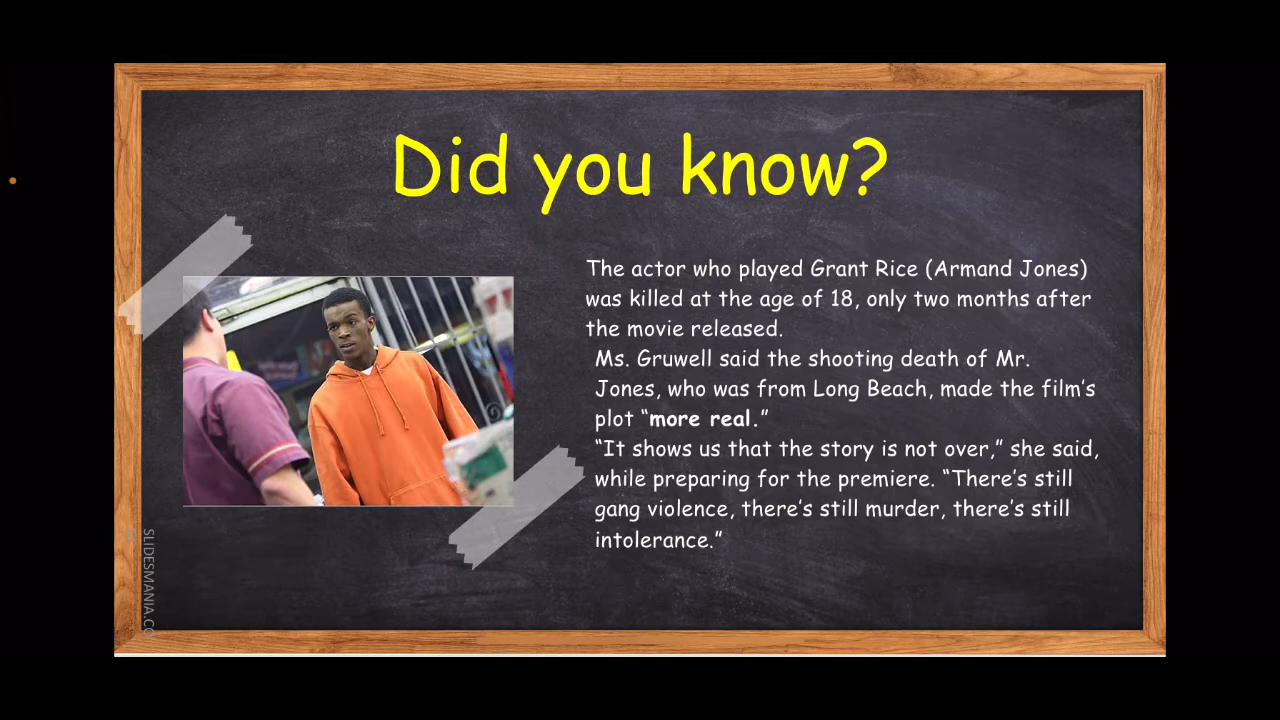 Did you know?
The actor who played Grant Rice (Armand Jones)
was killed at the age of 18, only two months after
the movie released.
Ms. Gruwell said the shooting death of Mr.
Jones, who was from Long Beach, made the film’s
plot “more real.”
“It shows us that the story is not over,” she said,
while preparing for the premiere. “There’s still
gang violence, there’s still murder, there’s still
intolerance.”
SLIDESMANIA.CO